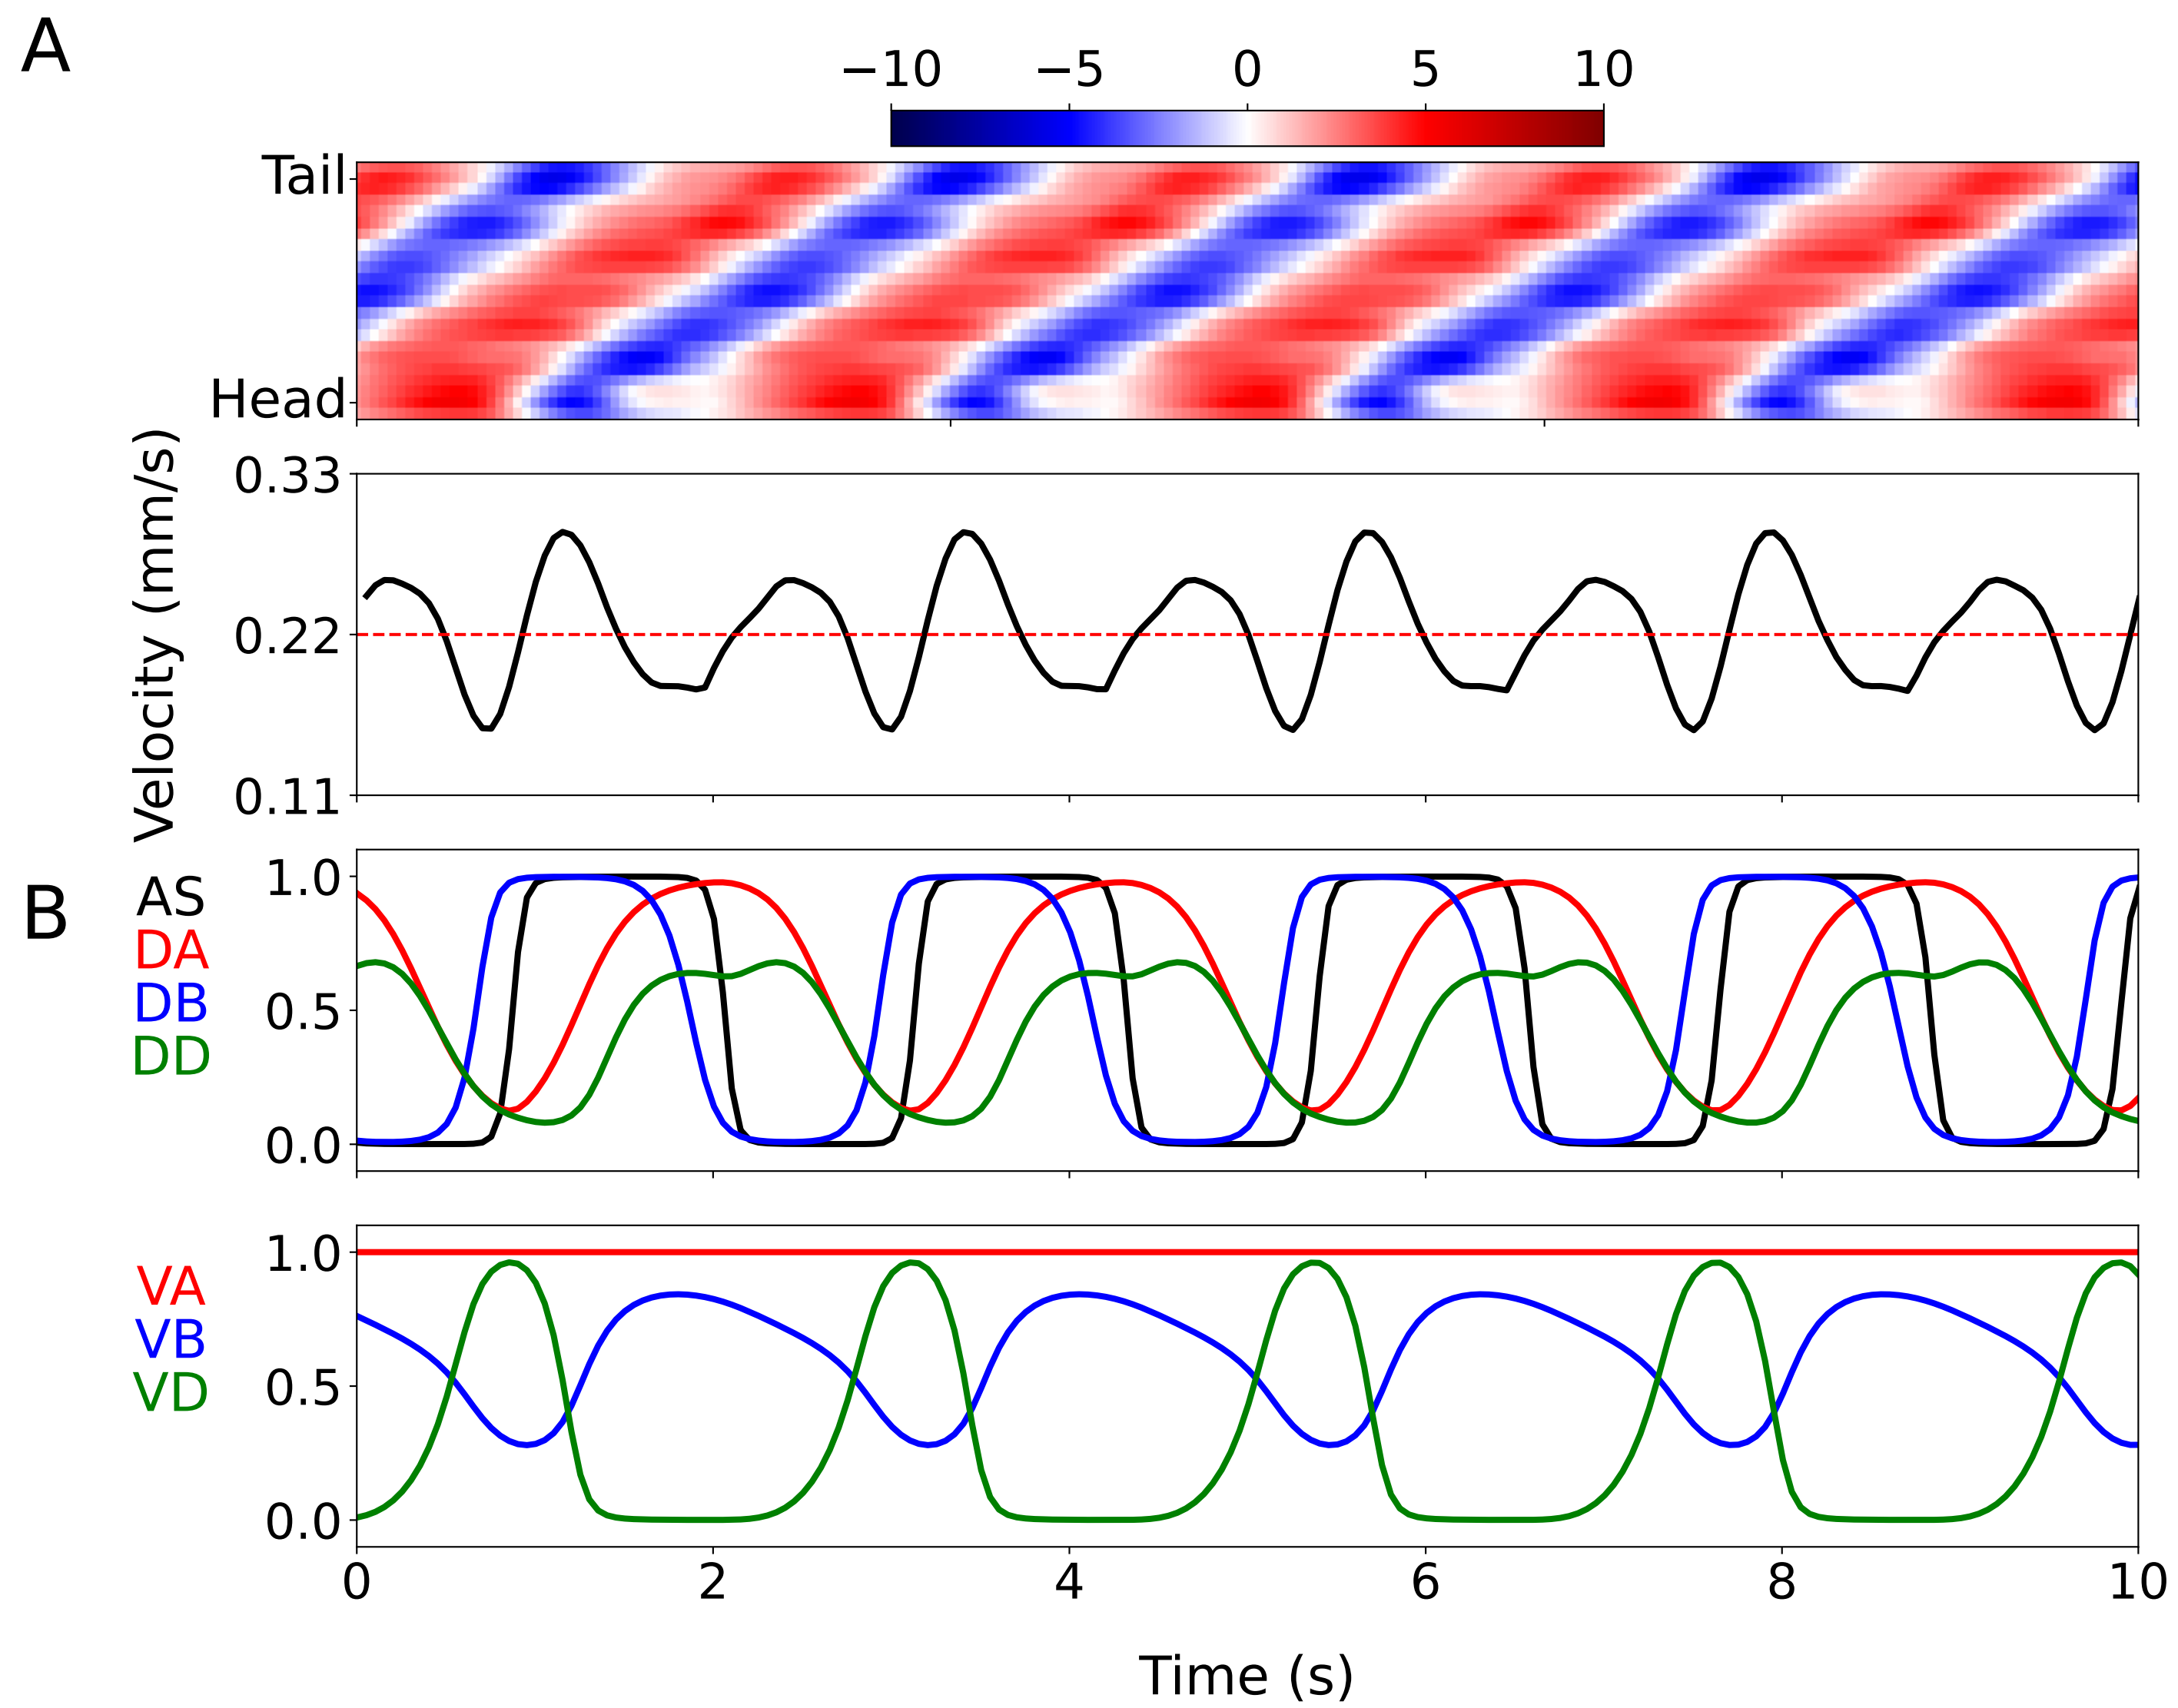 A
−10 −5 0 5 10
Tail
Head
Velocity (mm/s)
0.33
0.22
0.11
B
AS
DA
DB
DD
1.0
0.5
0.0
VA
VB
VD
1.0
0.5
0.0
0 2 4 6 8 10
Time (s)